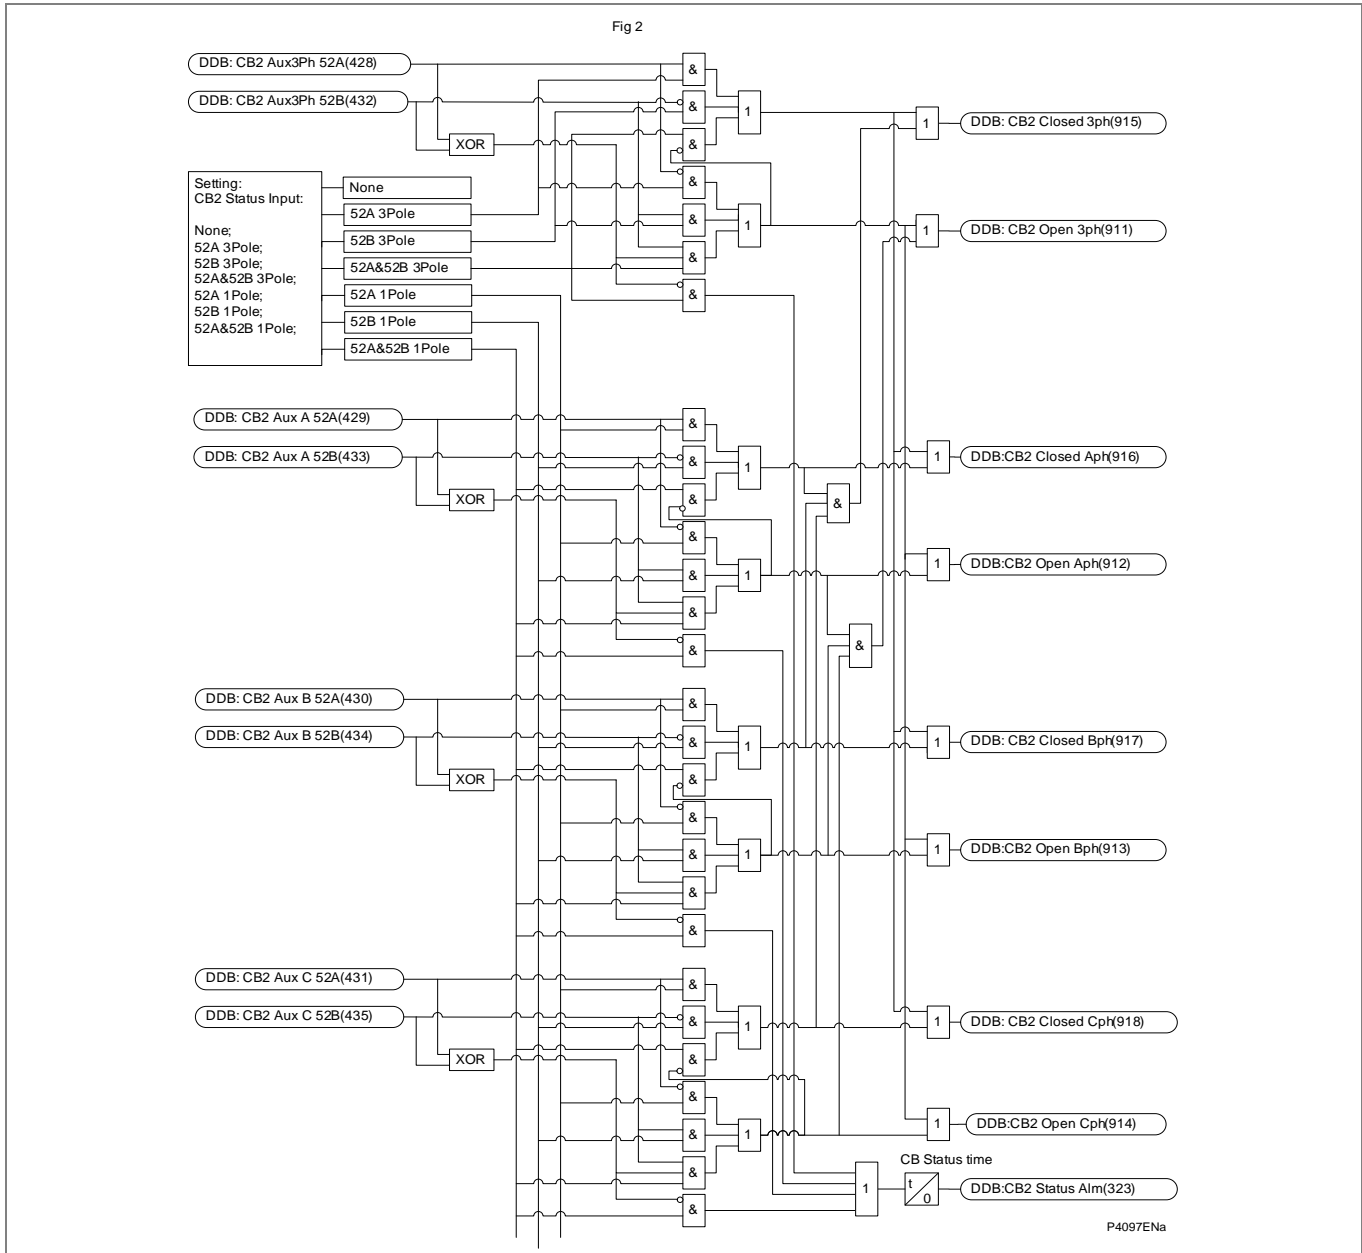 Fig 2
DDB: CB2 Aux3Ph 52A(428)
&
DDB: CB2 Aux3Ph 52B(432)
&
1
1
DDB: CB2 Closed 3ph(915)
XOR
&
Setting:
CB2 Status Input:
None;
52A 3Pole;
52B 3Pole;
52A&52B 3Pole;
52A 1Pole;
52B 1Pole;
52A&52B 1Pole;
None
52A 3Pole
52B 3Pole
52A&52B 3Pole
52A 1Pole
52B 1Pole
52A&52B 1Pole
&
&
1
1
DDB: CB2 Open 3ph(911)
&
&
DDB: CB2 Aux A 52A(429)
&
DDB: CB2 Aux A 52B(433)
&
1
1
DDB:CB2 Closed Aph(916)
XOR
&
&
&
&
1
1
DDB:CB2 Open Aph(912)
&
&
&
DDB: CB2 Aux B 52A(430)
&
DDB: CB2 Aux B 52B(434)
&
1
1
DDB: CB2 Closed Bph(917)
XOR
&
&
&
1
1
DDB:CB2 Open Bph(913)
&
&
DDB: CB2 Aux C 52A(431)
&
DDB: CB2 Aux C 52B(435)
&
1
1
DDB: CB2 Closed Cph(918)
XOR
&
&
&
1
1
DDB:CB2 Open Cph(914)
&
&
CB Status time
1
t
0
DDB:CB2 Status Alm(323)
P4097ENa